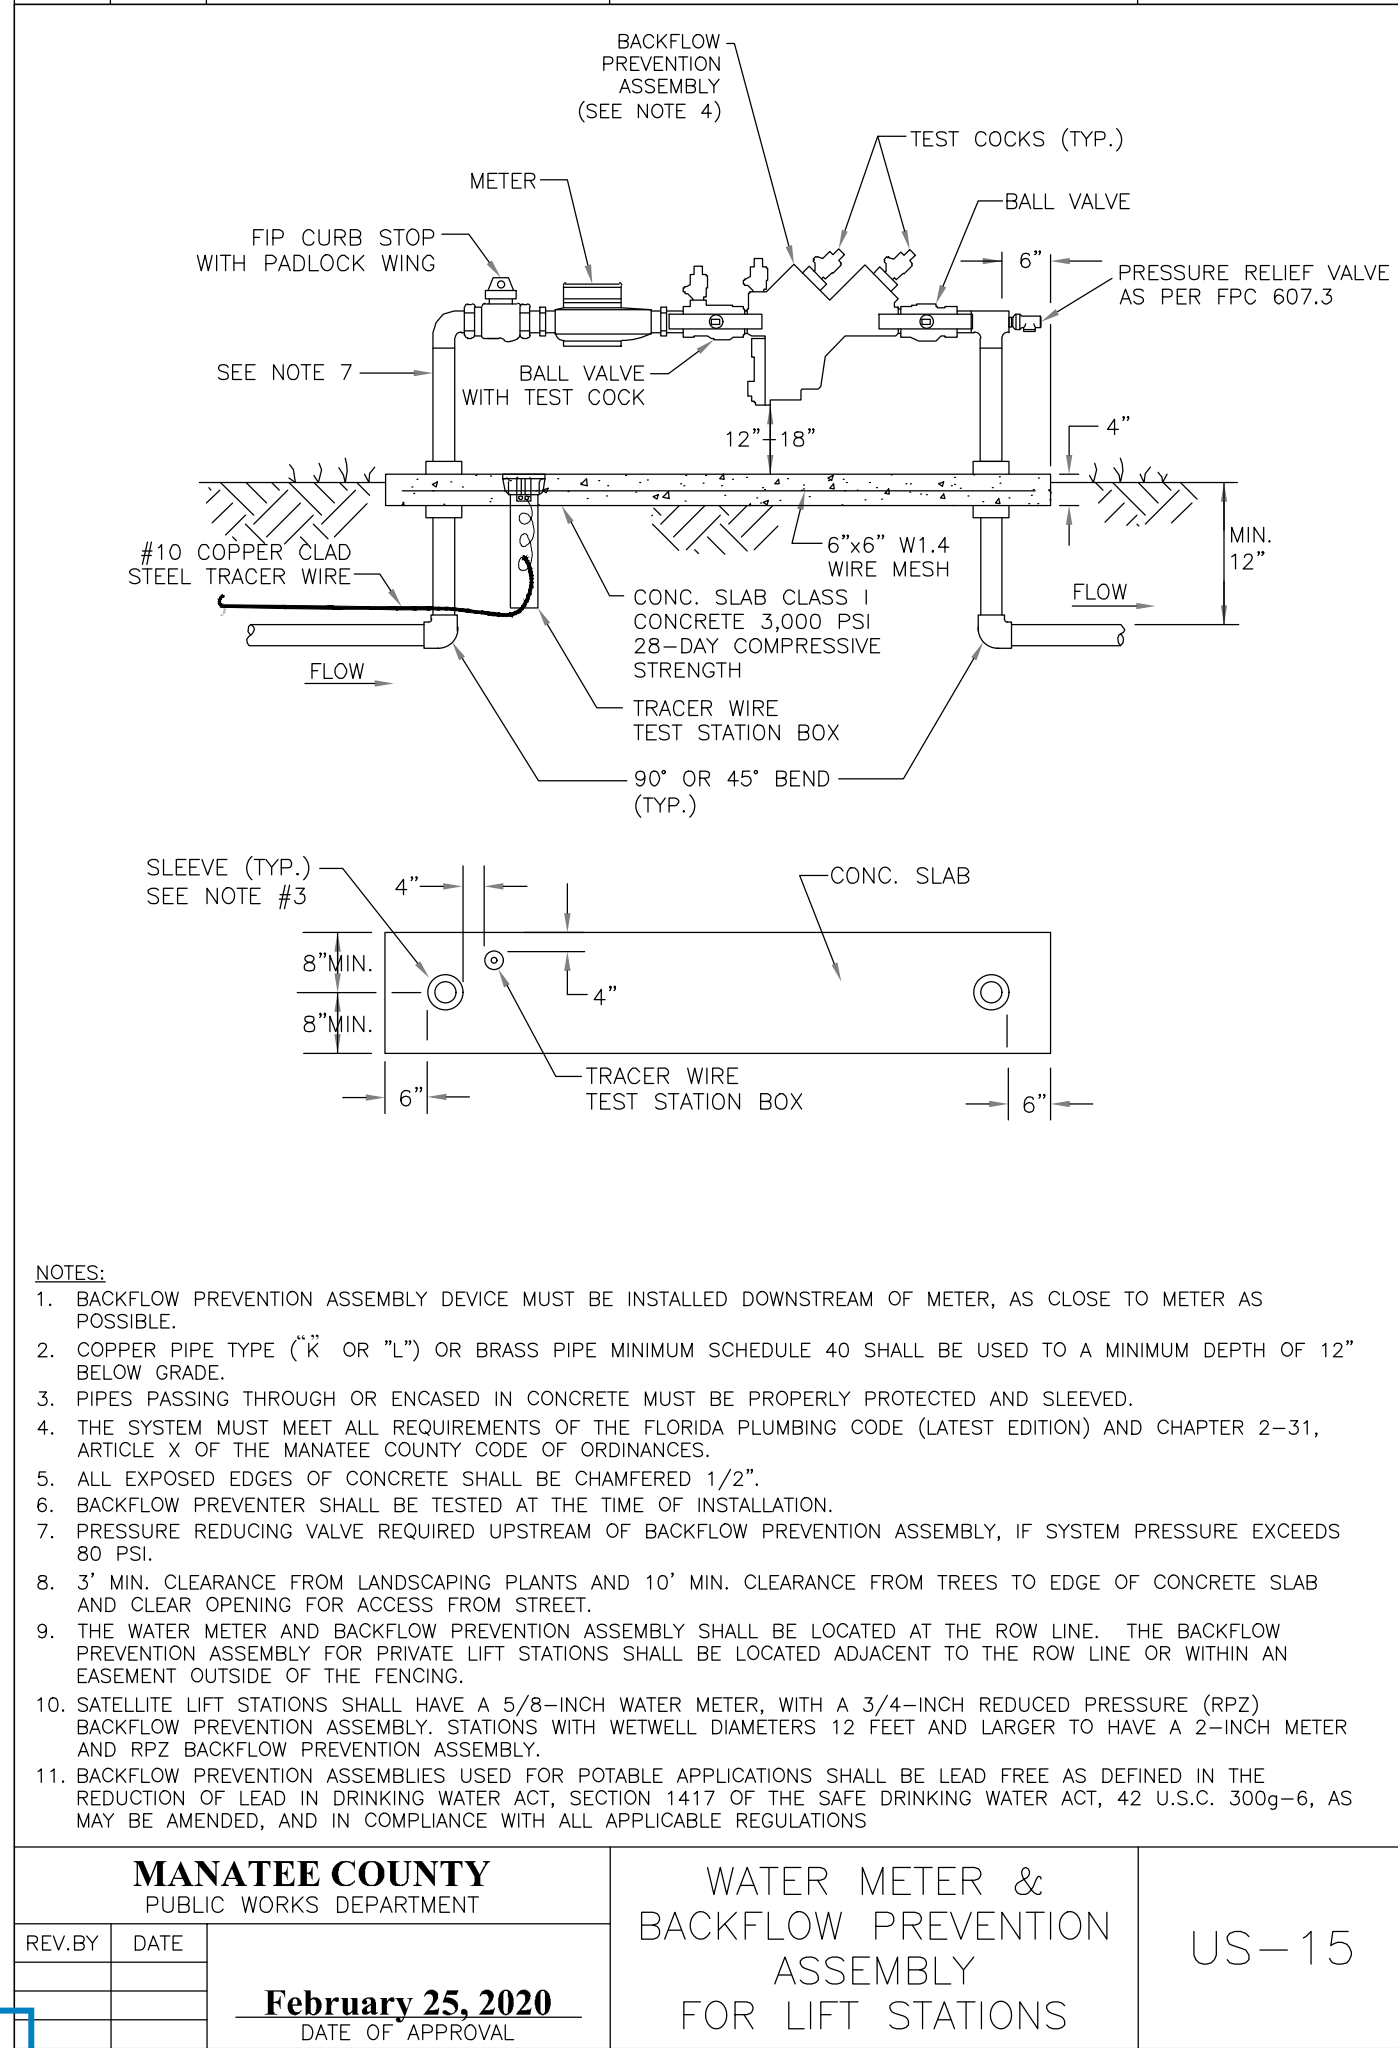 BACKFLOW
PREVENTION
ASSEMBLY
(SEE NOTE 4)
TEST COCKS (TYP.)
METER
BALL VALVE
FIP CURB STOP
WITH PADLOCK WING
6"
PRESSURE RELIEF VALVE
AS PER FPC 607.3
SEE NOTE 7
BALL VALVE
WITH TEST COCK
12"-18"
4"
#10 COPPER CLAD
STEEL TRACER WIRE
6"x6" W1.4
WIRE MESH
MIN.
12"
CONC. SLAB CLASS I
CONCRETE 3,000 PSI
28-DAY COMPRESSIVE
STRENGTH
FLOW
FLOW
TRACER WIRE
TEST STATION BOX
90° OR 45° BEND
(TYP.)
SLEEVE (TYP.)
SEE NOTE #3
4"
CONC. SLAB
8"MIN.
4"
8"MIN.
TRACER WIRE
TEST STATION BOX
6"
6"
NOTES:
1. BACKFLOW PREVENTION ASSEMBLY DEVICE MUST BE INSTALLED DOWNSTREAM OF METER, AS CLOSE TO METER AS
POSSIBLE.
2. COPPER PIPE TYPE (“K” OR "L") OR BRASS PIPE MINIMUM SCHEDULE 40 SHALL BE USED TO A MINIMUM DEPTH OF 12"
BELOW GRADE.
3. PIPES PASSING THROUGH OR ENCASED IN CONCRETE MUST BE PROPERLY PROTECTED AND SLEEVED.
4. THE SYSTEM MUST MEET ALL REQUIREMENTS OF THE FLORIDA PLUMBING CODE (LATEST EDITION) AND CHAPTER 2-31,
ARTICLE X OF THE MANATEE COUNTY CODE OF ORDINANCES.
5. ALL EXPOSED EDGES OF CONCRETE SHALL BE CHAMFERED 1/2".
6. BACKFLOW PREVENTER SHALL BE TESTED AT THE TIME OF INSTALLATION.
7. PRESSURE REDUCING VALVE REQUIRED UPSTREAM OF BACKFLOW PREVENTION ASSEMBLY, IF SYSTEM PRESSURE EXCEEDS
80 PSI.
8. 3' MIN. CLEARANCE FROM LANDSCAPING PLANTS AND 10' MIN. CLEARANCE FROM TREES TO EDGE OF CONCRETE SLAB
AND CLEAR OPENING FOR ACCESS FROM STREET.
9. THE WATER METER AND BACKFLOW PREVENTION ASSEMBLY SHALL BE LOCATED AT THE ROW LINE. THE BACKFLOW
PREVENTION ASSEMBLY FOR PRIVATE LIFT STATIONS SHALL BE LOCATED ADJACENT TO THE ROW LINE OR WITHIN AN
EASEMENT OUTSIDE OF THE FENCING.
10. SATELLITE LIFT STATIONS SHALL HAVE A 5/8-INCH WATER METER, WITH A 3/4-INCH REDUCED PRESSURE (RPZ)
BACKFLOW PREVENTION ASSEMBLY. STATIONS WITH WETWELL DIAMETERS 12 FEET AND LARGER TO HAVE A 2-INCH METER
AND RPZ BACKFLOW PREVENTION ASSEMBLY.
11. BACKFLOW PREVENTION ASSEMBLIES USED FOR POTABLE APPLICATIONS SHALL BE LEAD FREE AS DEFINED IN THE
REDUCTION OF LEAD IN DRINKING WATER ACT, SECTION 1417 OF THE SAFE DRINKING WATER ACT, 42 U.S.C. 300g-6, AS
MAY BE AMENDED, AND IN COMPLIANCE WITH ALL APPLICABLE REGULATIONS
MANATEE COUNTY
PUBLIC WORKS DEPARTMENT
REV.BY DATE
February 25, 2020
DATE OF APPROVAL
WATER METER &
BACKFLOW PREVENTION
ASSEMBLY
FOR LIFT STATIONS
US-15